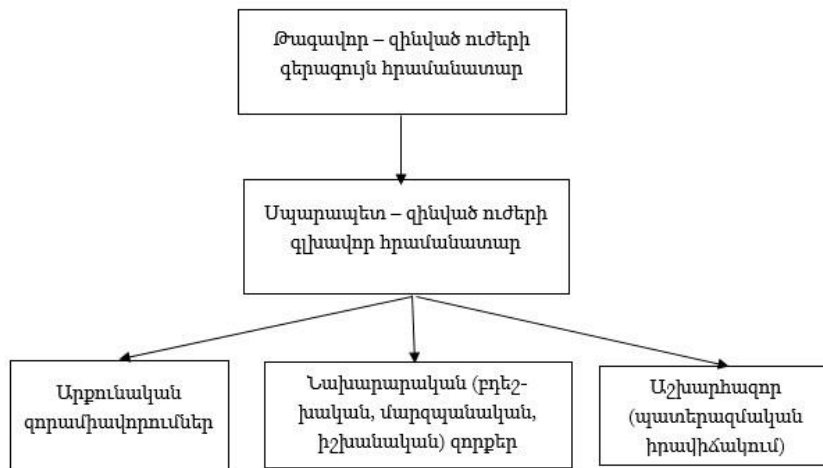 Թագավոր – զինված ուժերի
գերագույն հրամանատար
Սպարապետ – զինված ուժերի
գլխավոր հրամանատար
Արքունական
զորամիավորումներ
Նախարարական (բդեշ-
խական, մարզպանական,
իշխանական) զորքեր
Աշխարհազոր
(պատերազմական
իրավիճակում)